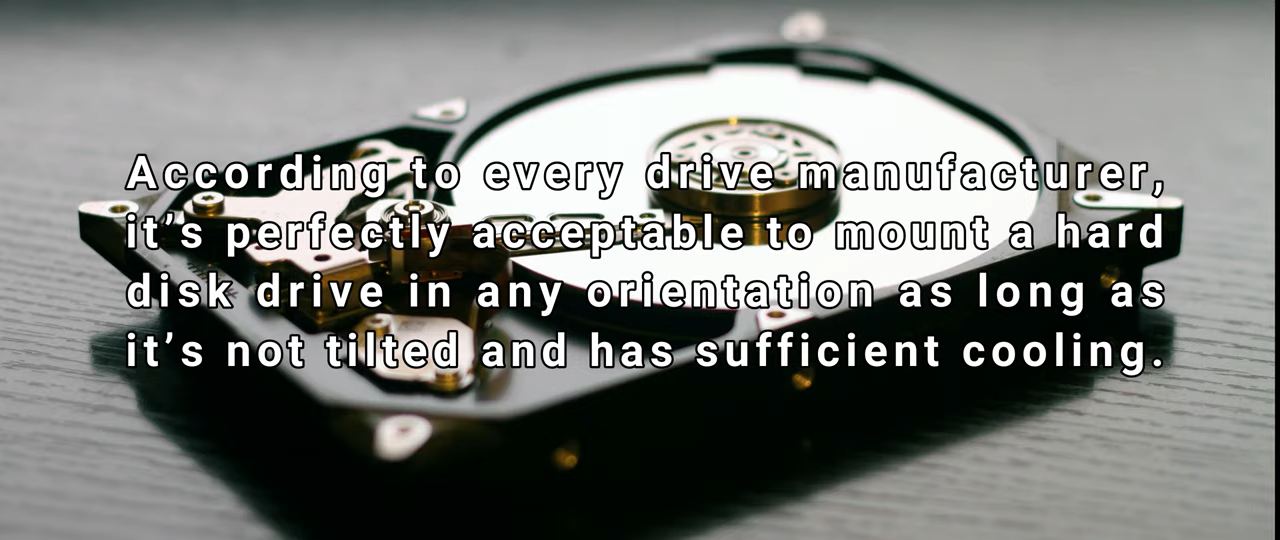 According to every drive manufacturer,
it’s perfectly acceptable to mount a hard
disk drive in any orientation as long as
it’s not tilted and has sufficient cooling.